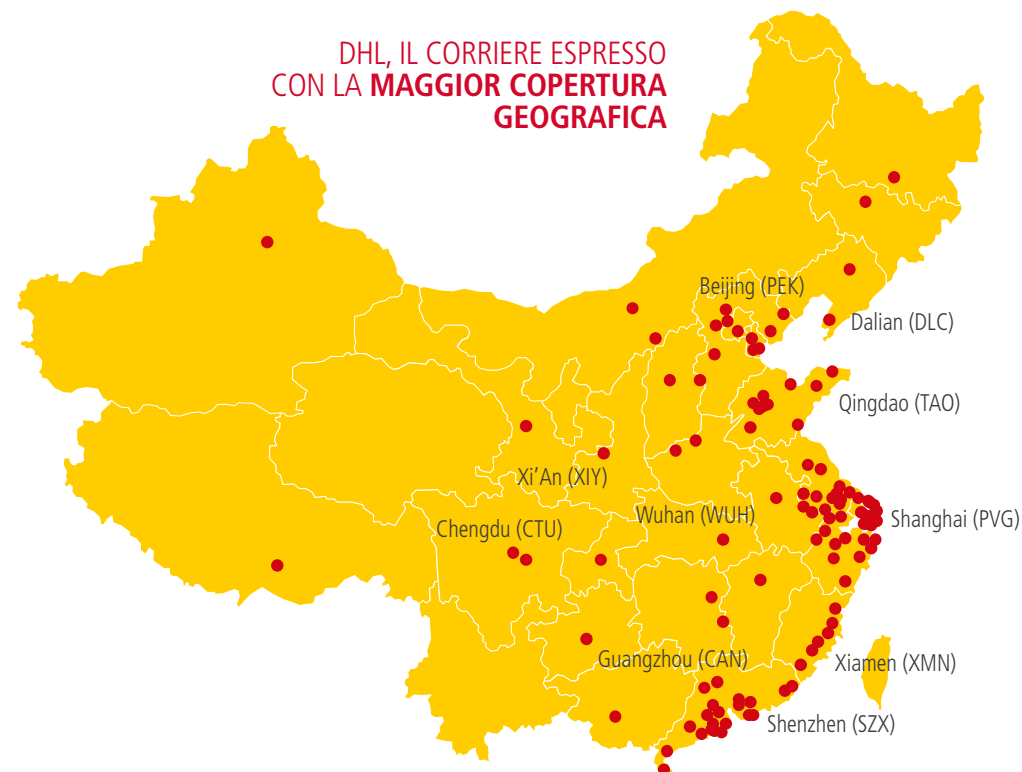 DHL, IL CORRIERE ESPRESSO
CON LA MAGGIOR COPERTURA
GEOGRAFICA
Beijing (PEK)
Dalian (DLC)
Qingdao (TAO)
Xi’An (XIY)
Wuhan (WUH)
Shanghai (PVG)
Chengdu (CTU)
Guangzhou (CAN)
Xiamen (XMN)
Shenzhen (SZX)